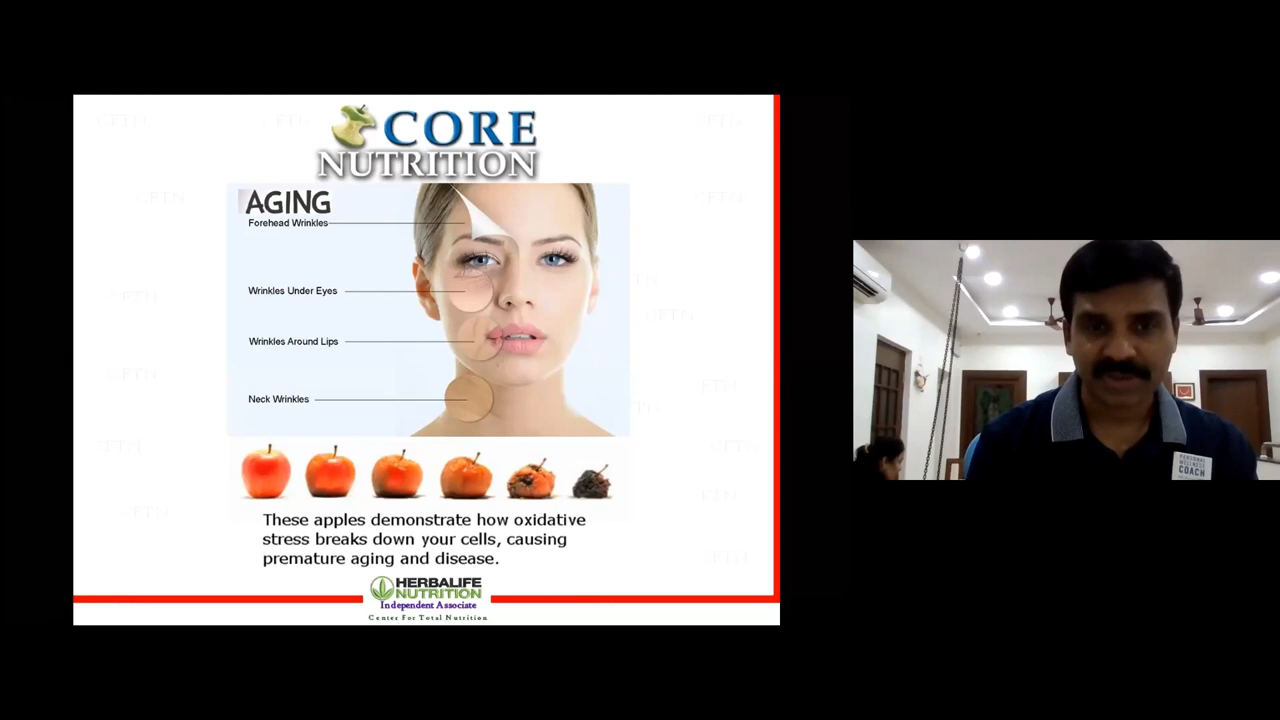 CORE
NUTRITION
AGING
Forehead Wrinkles
Wrinkles Under Eyes
Wrinkles Around Lips
Neck Wrinkles
These apples demonstrate how oxidative
stress breaks down your cells, causing
premature aging and disease.
HERBALIFE
NUTRITION
Independent Associate
Center For Total Nutrition
PERSONAL
WELLNESS
COACH